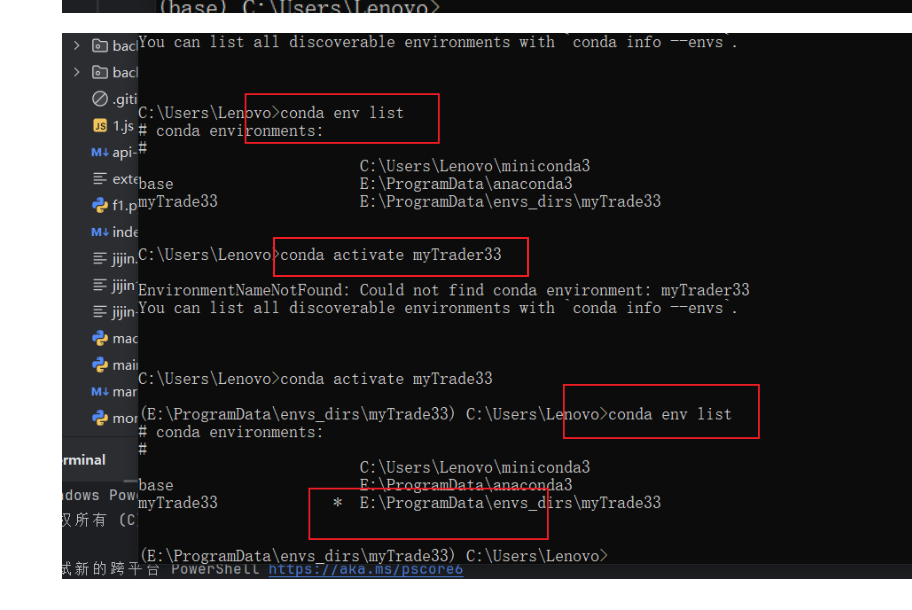 (base) C:\Users\Lenovo>
You can list all discoverable environments with `conda info --envs`.
C:\Users\Lenovo>conda env list
# conda environments:
#
C:\Users\Lenovo\miniconda3
base E:\ProgramData\anaconda3
myTrade33 E:\ProgramData\envs_dirs\myTrade33
C:\Users\Lenovo>conda activate myTrader33
EnvironmentNameNotFound: Could not find conda environment: myTrader33
You can list all discoverable environments with `conda info --envs`.
C:\Users\Lenovo>conda activate myTrade33
(E:\ProgramData\envs_dirs\myTrade33) C:\Users\Lenovo>conda env list
# conda environments:
#
C:\Users\Lenovo\miniconda3
base E:\ProgramData\anaconda3
myTrade33 * E:\ProgramData\envs_dirs\myTrade33
(E:\ProgramData\envs_dirs\myTrade33) C:\Users\Lenovo>
bac
bac
.giti
JS 1.js
M↓ api-
exte
f1.p
M↓ inde
jijin.
jijin
jijin-
mac
mai
M↓ mar
mor
erminal
ndows Pow
权所有 (C
试新的跨平台 PowerShell https://aka.ms/pscore6